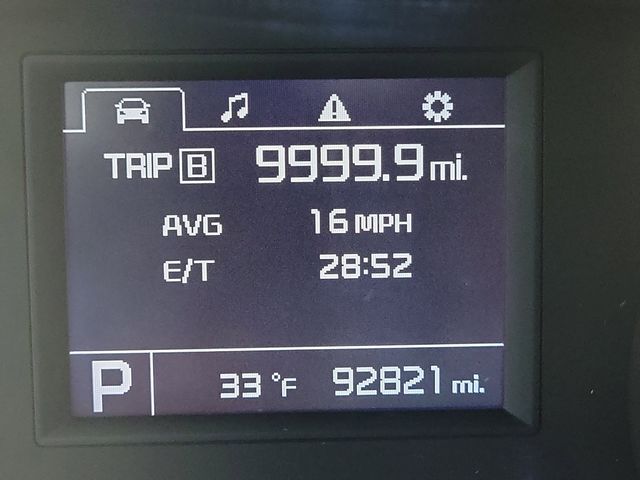 TRIP B 9999.9 mi.
AVG 16 MPH
E/T 28:52
P 33 °F 92821 mi.